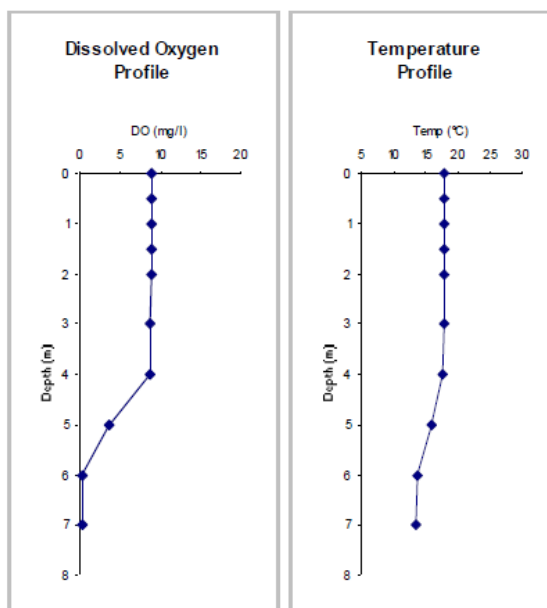 Dissolved Oxygen
Profile
DO (mg/l)
0 5 10 15 20
0
1
2
3
4
5
6
7
8
Depth (m)
Temperature
Profile
Temp (°C)
5 10 15 20 25 30
0
1
2
3
4
5
6
7
8
Depth (m)